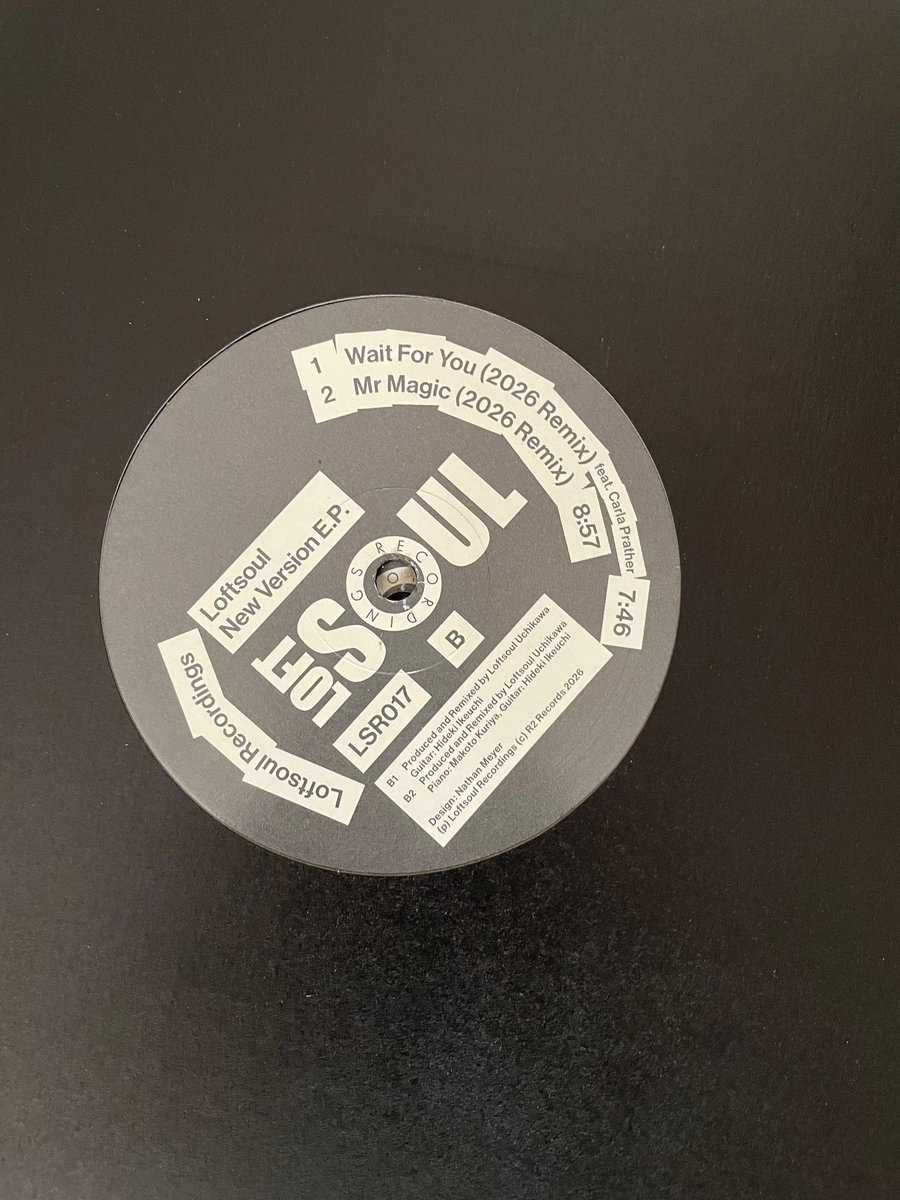 1 Wait For You (2026 Remix) feat. Carla Prather 7:46
2 Mr Magic (2026 Remix) 8:57
Loftsoul
New Version E.P.
LOFT SOUL
RECORDINGS
B
LSR017
B1 Produced and Remixed by Loftsoul Uchikawa
Guitar: Hideki Ikeuchi
B2 Produced and Remixed by Loftsoul Uchikawa
Piano: Makoto Kuriya, Guitar: Hideki Ikeuchi
Design: Nathan Meyer
(p) Loftsoul Recordings (c) R2 Records 2026
Loftsoul Recordings